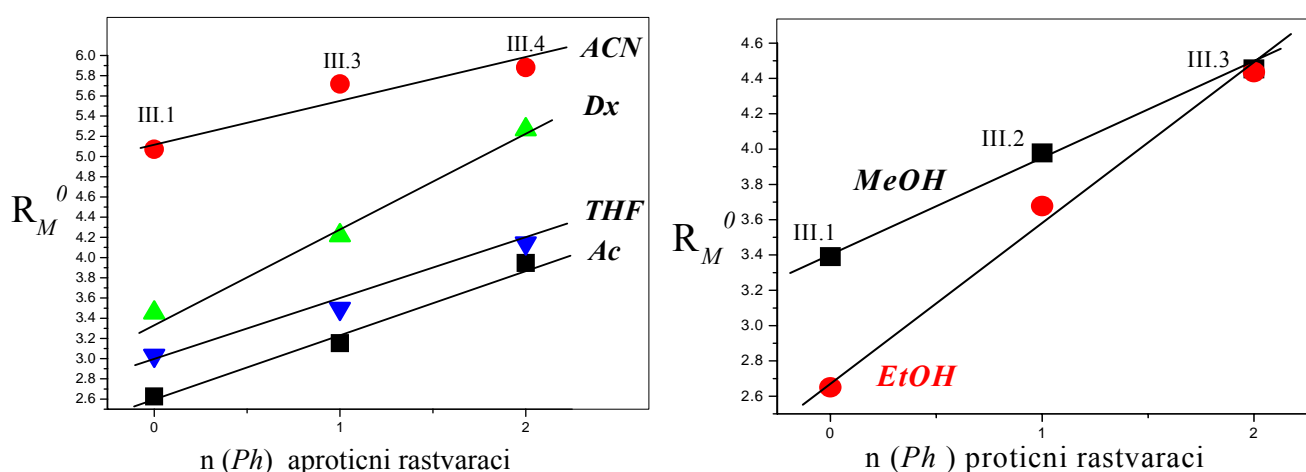 R_M^0
6.0
5.8
5.6
5.4
5.2
5.0
4.8
4.6
4.4
4.2
4.0
3.8
3.6
3.4
3.2
3.0
2.8
2.6
III.1
III.3
III.4
ACN
Dx
THF
Ac
0 1 2
n (Ph) aproticni rastvaraci
R_M^0
4.6
4.4
4.2
4.0
3.8
3.6
3.4
3.2
3.0
2.8
2.6
III.1
III.2
III.3
MeOH
EtOH
0 1 2
n (Ph ) proticni rastvaraci